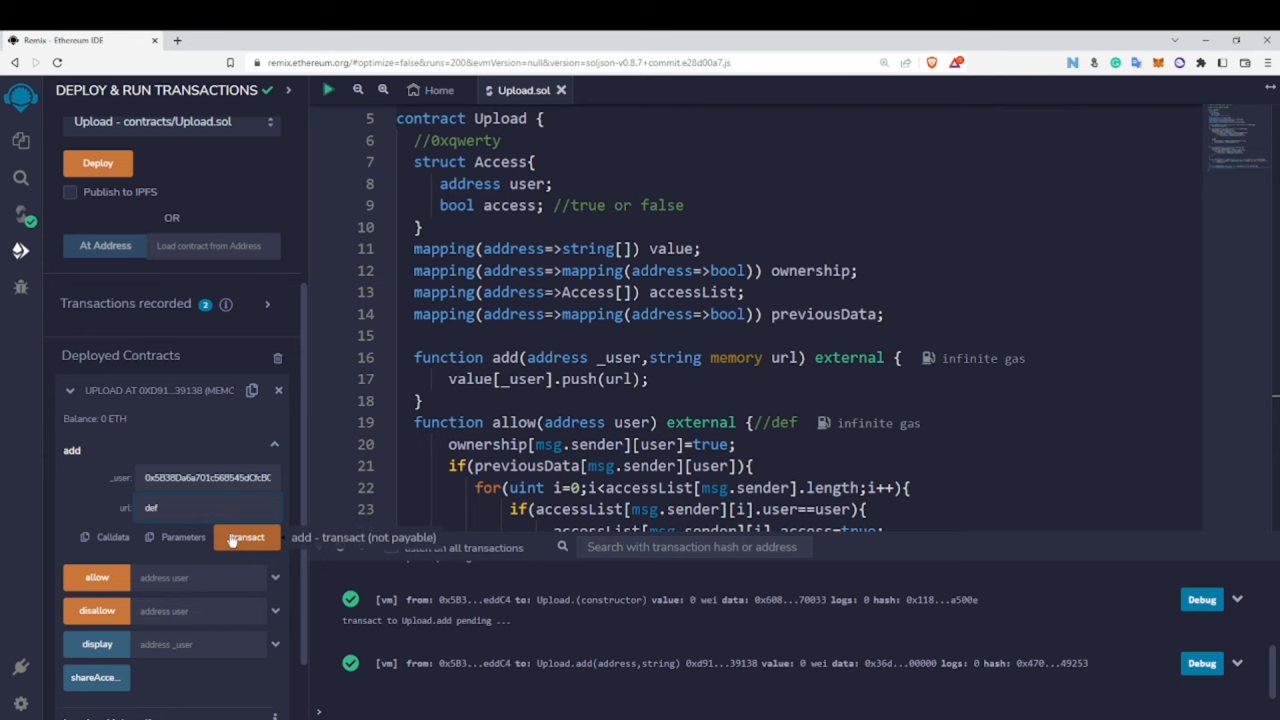 Remix - Ethereum IDE
remix.ethereum.org/#optimize=false&runs=200&evmVersion=null&version=soljson-v0.8.7+commit.e28d00a7.js
DEPLOY & RUN TRANSACTIONS
Upload - contracts/Upload.sol
Deploy
Publish to IPFS
OR
At Address
Load contract from Address
Transactions recorded 2
Deployed Contracts
UPLOAD AT 0XD91...39138 (MEMO
Balance: 0 ETH
add
_user:
0x5B38Da6a701c568545dCfcBC
url:
def
Calldata
Parameters
transact
add - transact (not payable)
allow
address user
disallow
address user
display
address _user
shareAcce...
Home
Upload.sol
5 contract Upload {
6 //0xqwerty
7 struct Access{
8 address user;
9 bool access; //true or false
10 }
11 mapping(address=>string[]) value;
12 mapping(address=>mapping(address=>bool)) ownership;
13 mapping(address=>Access[]) accessList;
14 mapping(address=>mapping(address=>bool)) previousData;
15
16 function add(address _user,string memory url) external { infinite gas
17 value[_user].push(url);
18 }
19 function allow(address user) external {//def infinite gas
20 ownership[msg.sender][user]=true;
21 if(previousData[msg.sender][user]){
22 for(uint i=0;i<accessList[msg.sender].length;i++){
23 if(accessList[msg.sender][i].user==user){
listen on all transactions
Search with transaction hash or address
[vm] from: 0x5B3...eddC4 to: Upload.(constructor) value: 0 wei data: 0x608...70033 logs: 0 hash: 0x118...a500e
Debug
transact to Upload.add pending ...
[vm] from: 0x5B3...eddC4 to: Upload.add(address,string) 0xd91...39138 value: 0 wei data: 0x36d...00000 logs: 0 hash: 0x470...49253
Debug
>